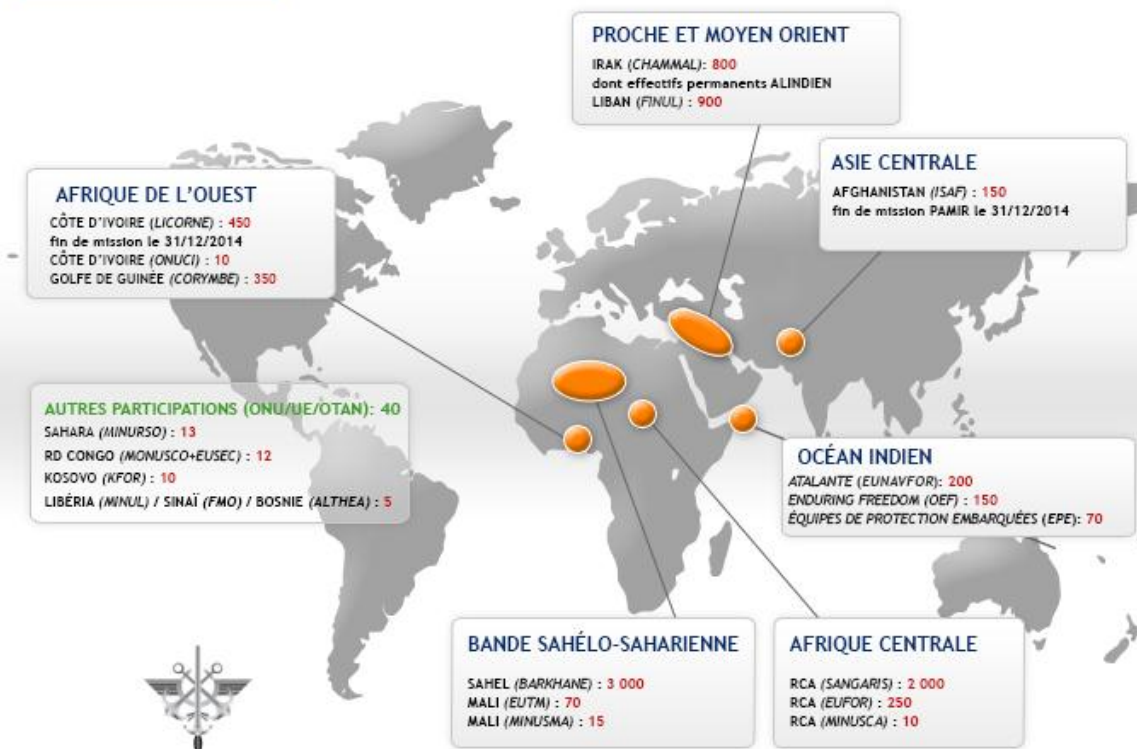 PROCHE ET MOYEN ORIENT
IRAK (CHAMMAL): 800
dont effectifs permanents ALINDIEN
LIBAN (FINUL) : 900
ASIE CENTRALE
AFGHANISTAN (ISAF) : 150
fin de mission PAMIR le 31/12/2014
AFRIQUE DE L'OUEST
CÔTE D'IVOIRE (LICORNE) : 450
fin de mission le 31/12/2014
CÔTE D'IVOIRE (ONUCI) : 10
GOLFE DE GUINÉE (CORYMBE) : 350
AUTRES PARTICIPATIONS (ONU/UE/OTAN): 40
SAHARA (MINURSO) : 13
RD CONGO (MONUSCO+EUSEC) : 12
KOSOVO (KFOR) : 10
LIBÉRIA (MINUL) / SINAÏ (FMO) / BOSNIE (ALTHEA) : 5
OCÉAN INDIEN
ATALANTE (EUNAVFOR): 200
ENDURING FREEDOM (OEF) : 150
ÉQUIPES DE PROTECTION EMBARQUÉES (EPE): 70
BANDE SAHÉLO-SAHARIENNE
SAHEL (BARKHANE) : 3 000
MALI (EUTM) : 70
MALI (MINUSMA) : 15
AFRIQUE CENTRALE
RCA (SANGARIS) : 2 000
RCA (EUFOR) : 250
RCA (MINUSCA) : 10